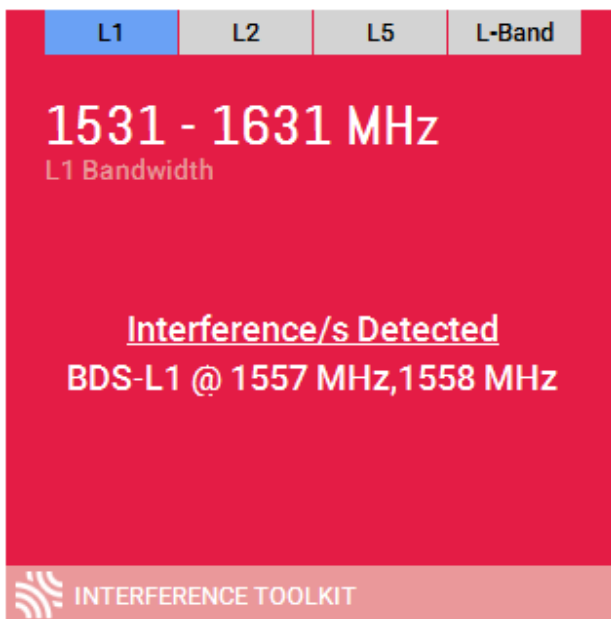 L1 L2 L5 L-Band
1531 - 1631 MHz
L1 Bandwidth
Interference/s Detected
BDS-L1 @ 1557 MHz,1558 MHz
INTERFERENCE TOOLKIT